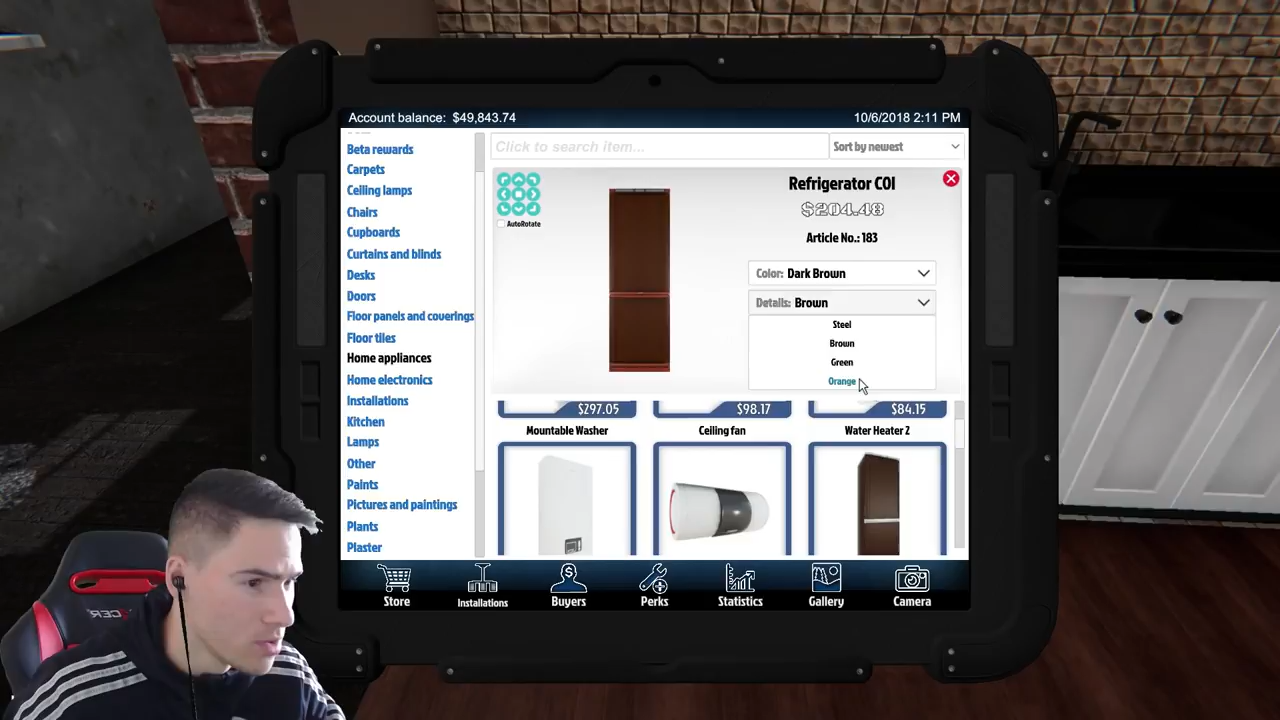 Account balance: $49,843.74
10/6/2018 2:11 PM
Beta rewards
Carpets
Ceiling lamps
Chairs
Cupboards
Curtains and blinds
Desks
Doors
Floor panels and coverings
Floor tiles
Home appliances
Home electronics
Installations
Kitchen
Lamps
Other
Paints
Pictures and paintings
Plants
Plaster
Click to search item...
Sort by newest
AutoRotate
Refrigerator COI
$204.48
Article No.: 183
Color: Dark Brown
Details: Brown
Steel
Brown
Green
Orange
$297.05
$98.17
$84.15
Mountable Washer
Ceiling fan
Water Heater 2
Store
Installations
Buyers
Perks
Statistics
Gallery
Camera